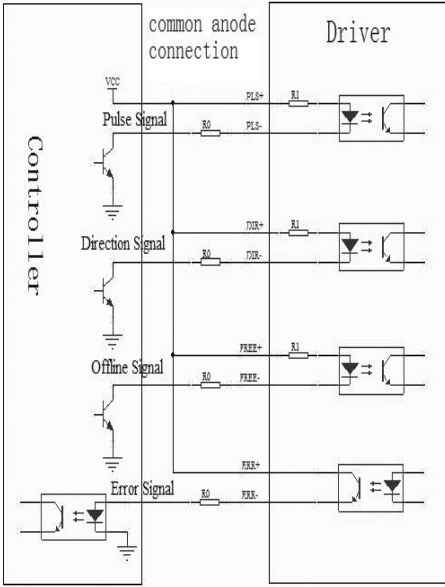 common anode
connection
Driver
Controller
VCC
PLS+
R1
Pulse Signal
R0
PLS-
DIR+
R1
Direction Signal
R0
DIR-
FREE+
R1
Offline Signal
R0
FREE-
ERR+
Error Signal
R0
ERR-